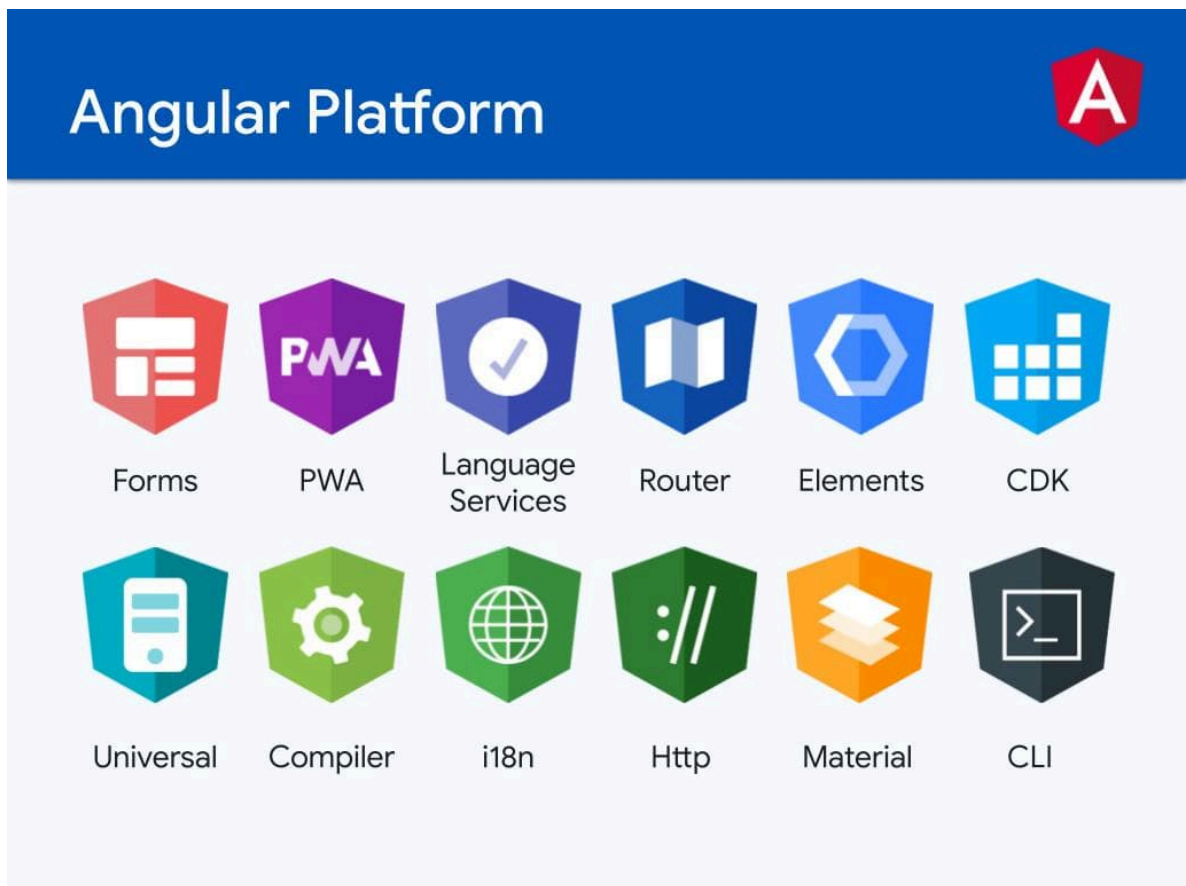 Angular Platform
A
PWA
Forms
PWA
Language
Services
Router
Elements
CDK
://
>_
Universal
Compiler
i18n
Http
Material
CLI